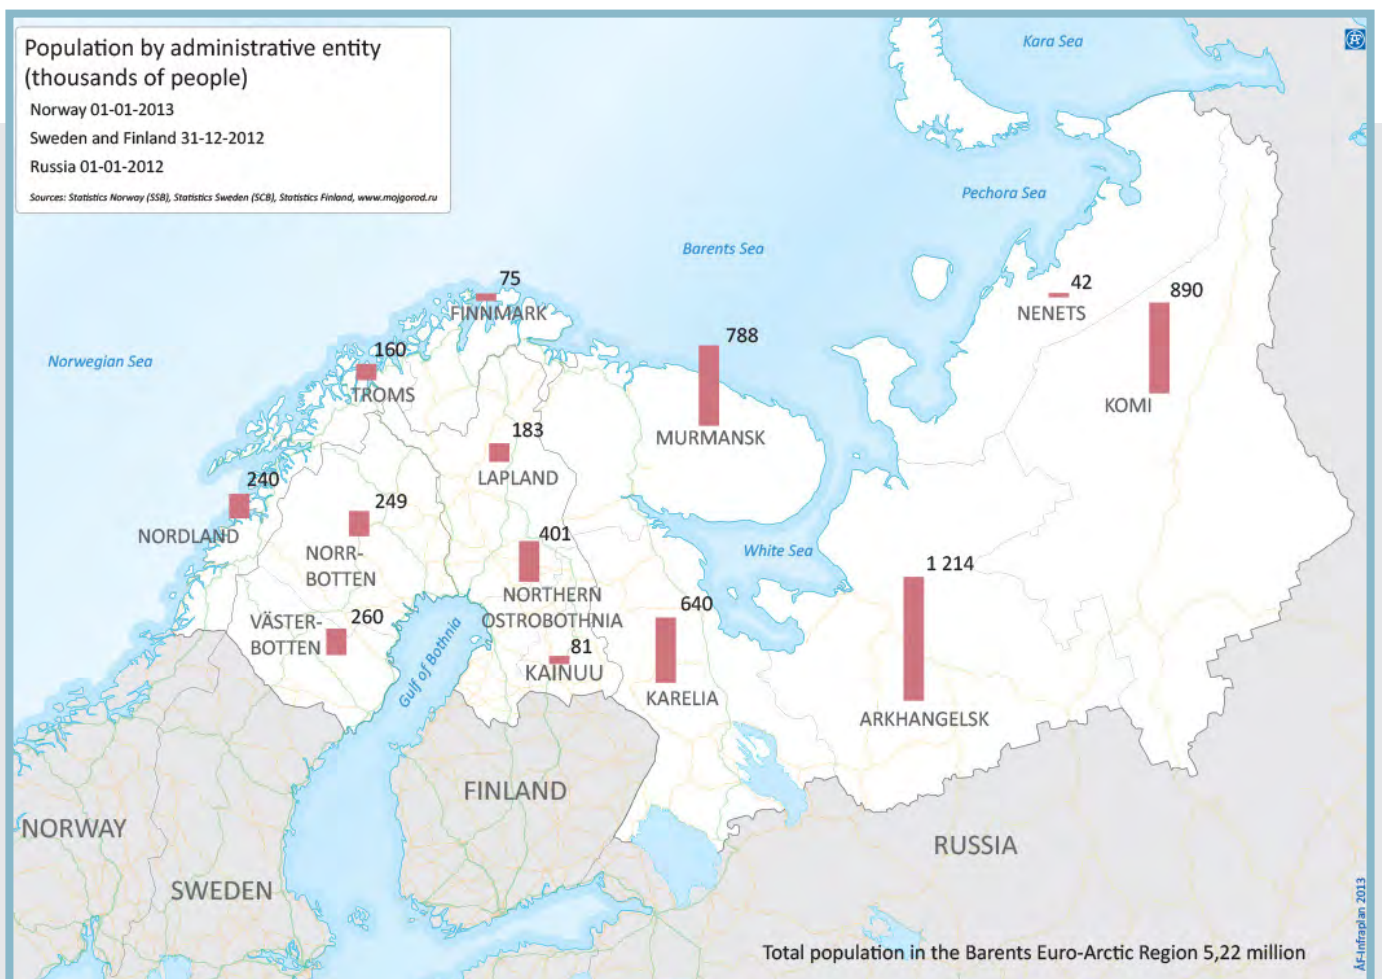 Population by administrative entity
(thousands of people)
Norway 01-01-2013
Sweden and Finland 31-12-2012
Russia 01-01-2012
Sources: Statistics Norway (SSB), Statistics Sweden (SCB), Statistics Finland, www.mojgorod.ru
Kara Sea
Pechora Sea
Barents Sea
Norwegian Sea
75
FINNMARK
42
NENETS
890
KOMI
788
MURMANSK
160
TROMS
183
LAPLAND
240
NORDLAND
249
NORR-
BOTTEN
401
NORTHERN
OSTROBOTHNIA
White Sea
1 214
ARKHANGELSK
260
VÄSTER-
BOTTEN
Gulf of Bothnia
640
KARELIA
81
KAINUU
FINLAND
NORWAY
SWEDEN
RUSSIA
Total population in the Barents Euro-Arctic Region 5,22 million
ÅF-Infraplan 2013
ÅF